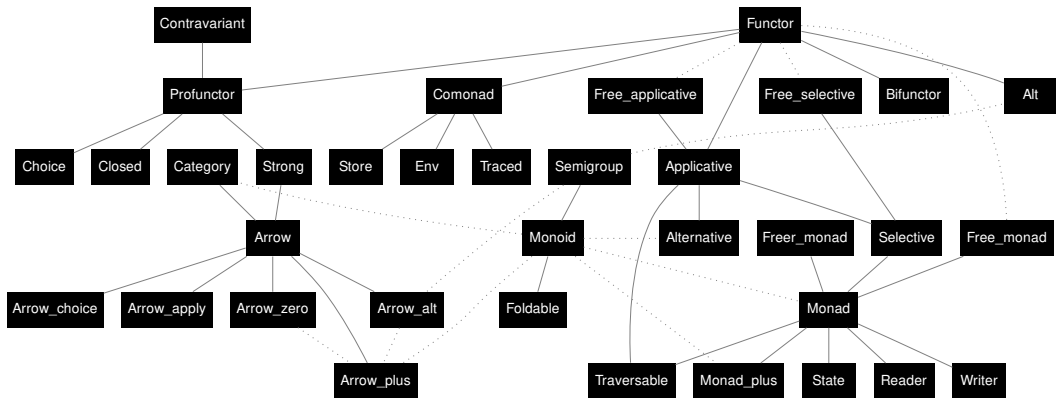 Contravariant
Functor
Profunctor
Comonad
Free_applicative
Free_selective
Bifunctor
Alt
Choice
Closed
Category
Strong
Store
Env
Traced
Semigroup
Applicative
Arrow
Monoid
Alternative
Freer_monad
Selective
Free_monad
Arrow_choice
Arrow_apply
Arrow_zero
Arrow_alt
Foldable
Monad
Arrow_plus
Traversable
Monad_plus
State
Reader
Writer